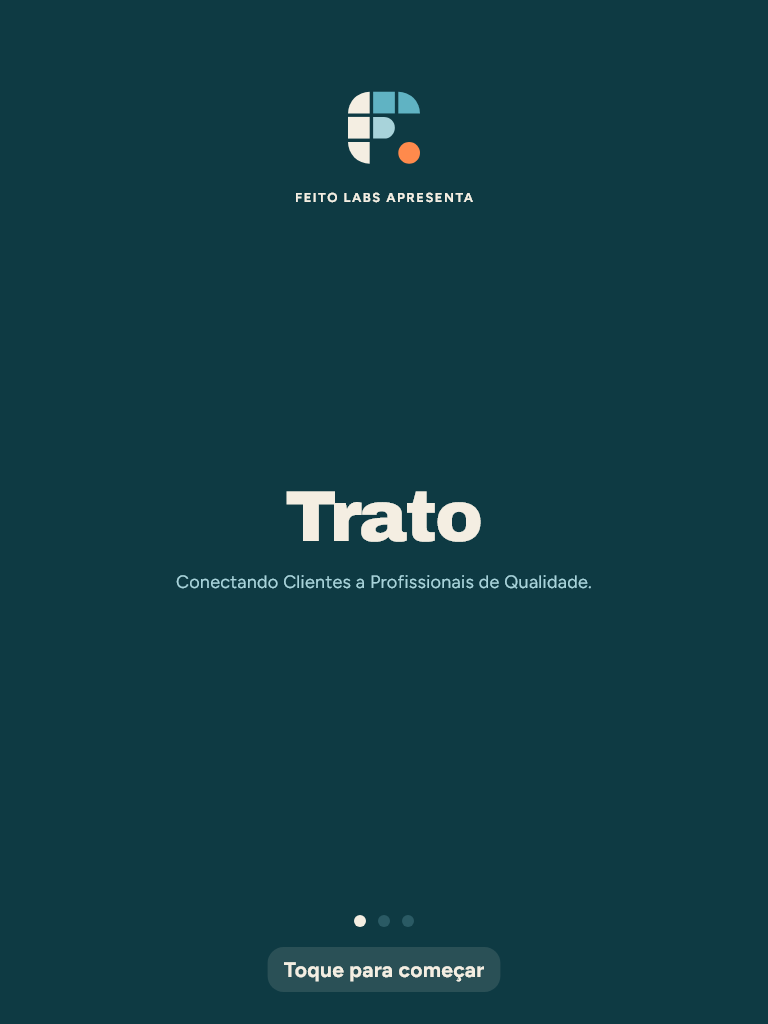 FEITO LABS APRESENTA
Trato
Conectando Clientes a Profissionais de Qualidade.
Toque para começar